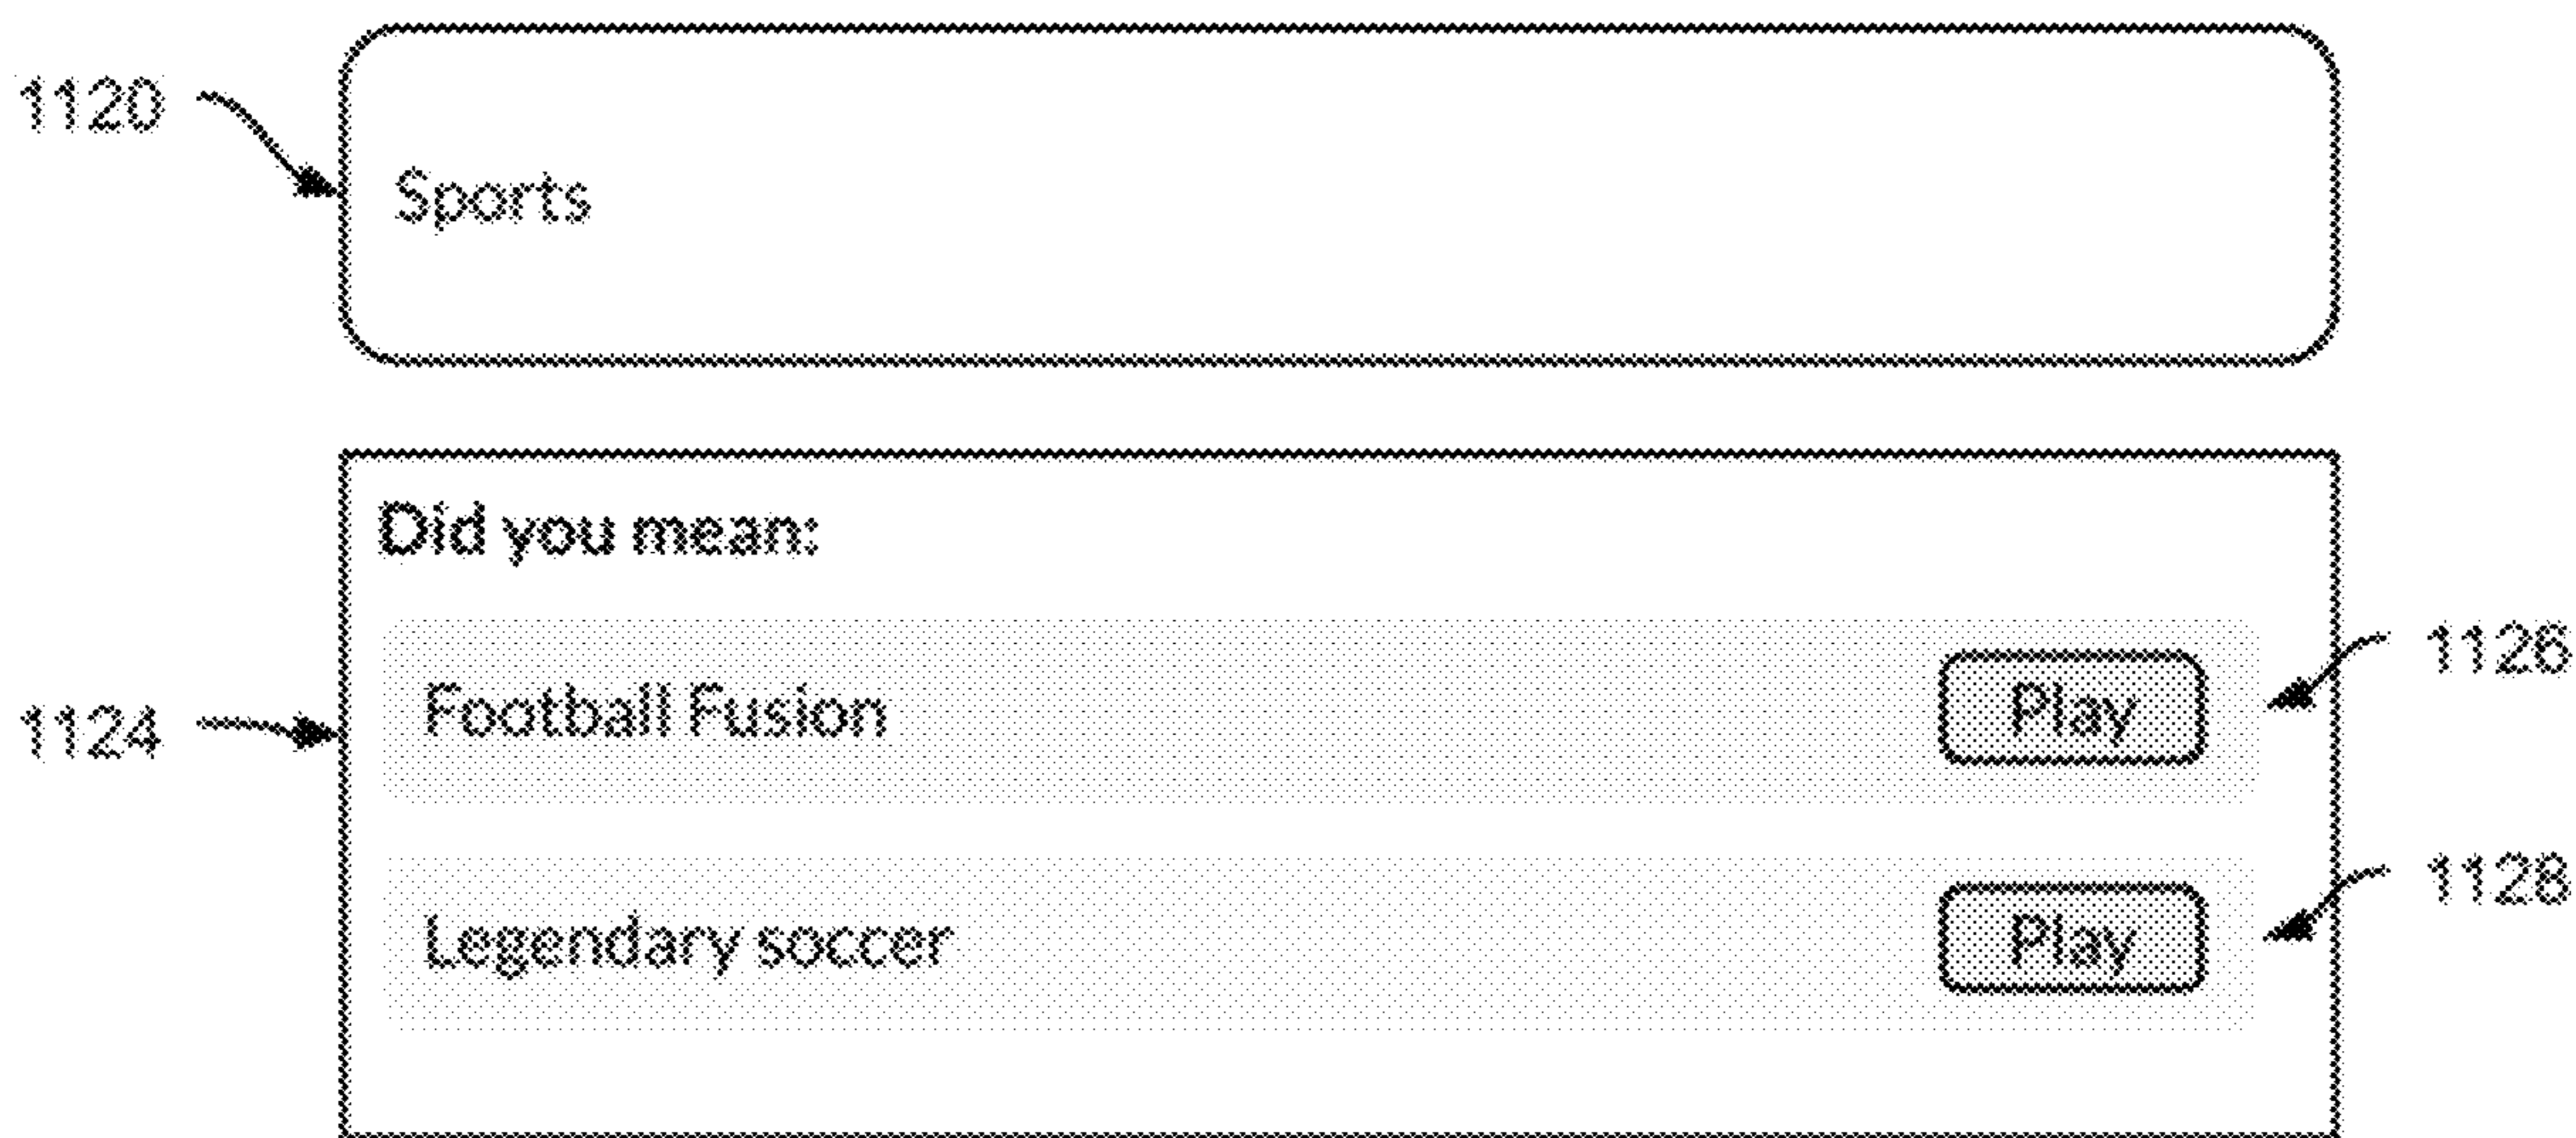 1120
Sports
Did you mean:
Football Fusion Play
1126
1124
Legendary soccer Play
1128